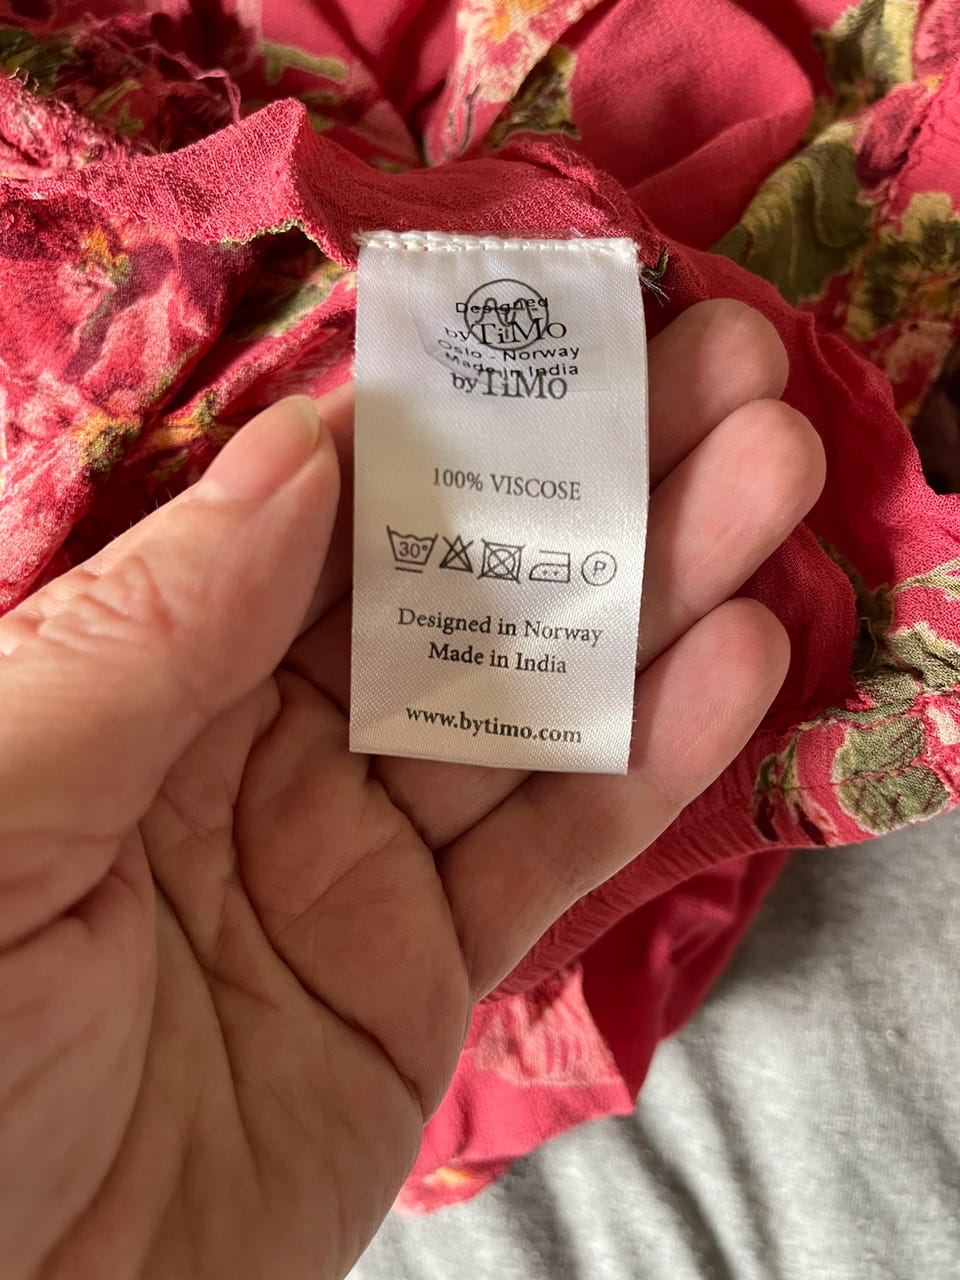 Designed
by TiMo
Oslo - Norway
Made in India
by TiMo
100% VISCOSE
30°
P
Designed in Norway
Made in India
www.bytimo.com